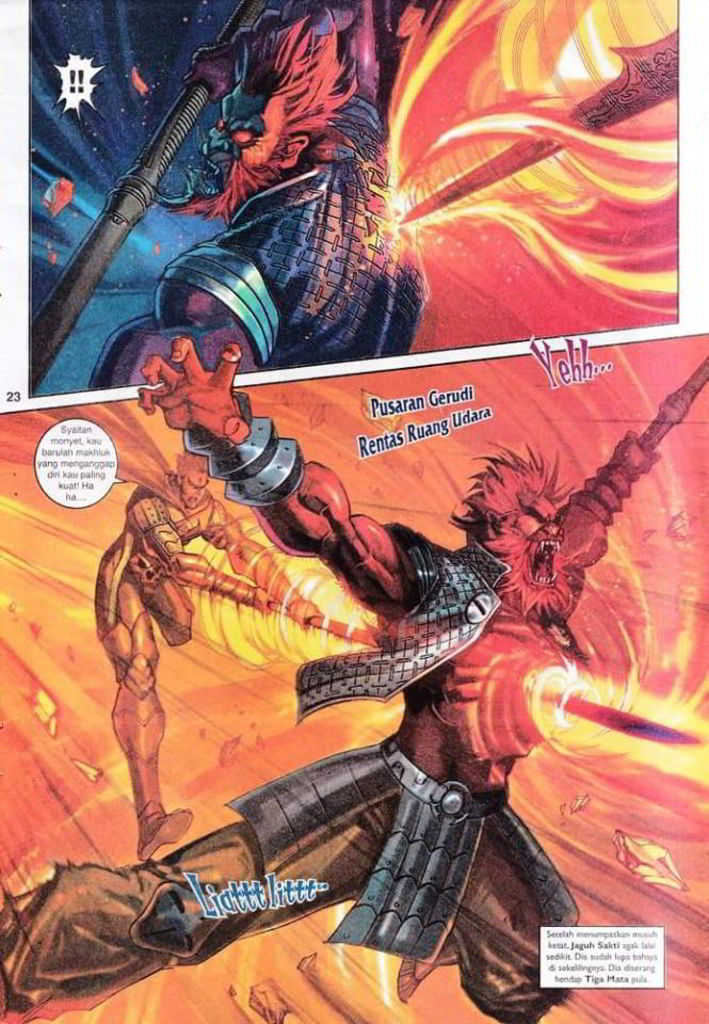 !!
Yehh...
23
Pusaran Gerudi
Rentas Ruang Udara
Syaitan
monyet, kau
barulah makhluk
yang menganggap
diri kau paling
kuat! Ha
ha....
Liatttt litttt..
Setelah menumpaskan musuh
ketat, Jaguh Sakti agak lalai
sedikit. Dia sudah lupa bahaya
di sekelilingnya. Dia diserang
hendap Tiga Mata pula.